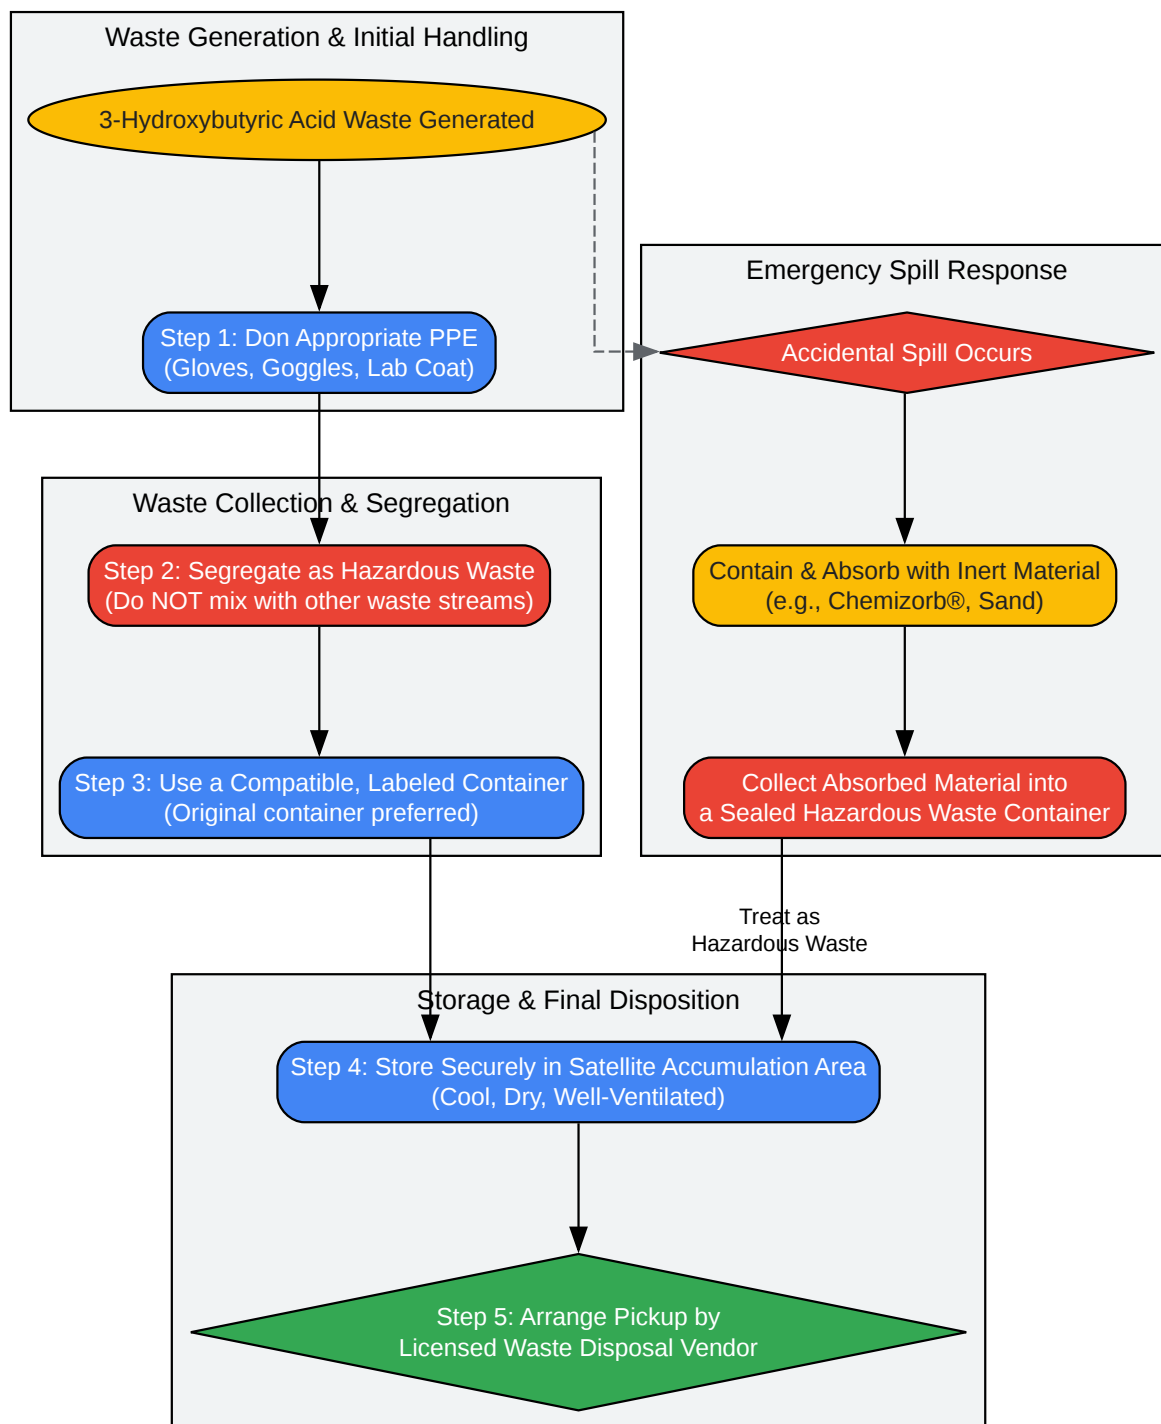 Waste Generation & Initial Handling
3-Hydroxybutyric Acid Waste Generated
Step 1: Don Appropriate PPE
(Gloves, Goggles, Lab Coat)
Emergency Spill Response
Accidental Spill Occurs
Waste Collection & Segregation
Step 2: Segregate as Hazardous Waste
(Do NOT mix with other waste streams)
Contain & Absorb with Inert Material
(e.g., Chemizorb®, Sand)
Step 3: Use a Compatible, Labeled Container
(Original container preferred)
Collect Absorbed Material into
a Sealed Hazardous Waste Container
Treat as
Hazardous Waste
Storage & Final Disposition
Step 4: Store Securely in Satellite Accumulation Area
(Cool, Dry, Well-Ventilated)
Step 5: Arrange Pickup by
Licensed Waste Disposal Vendor